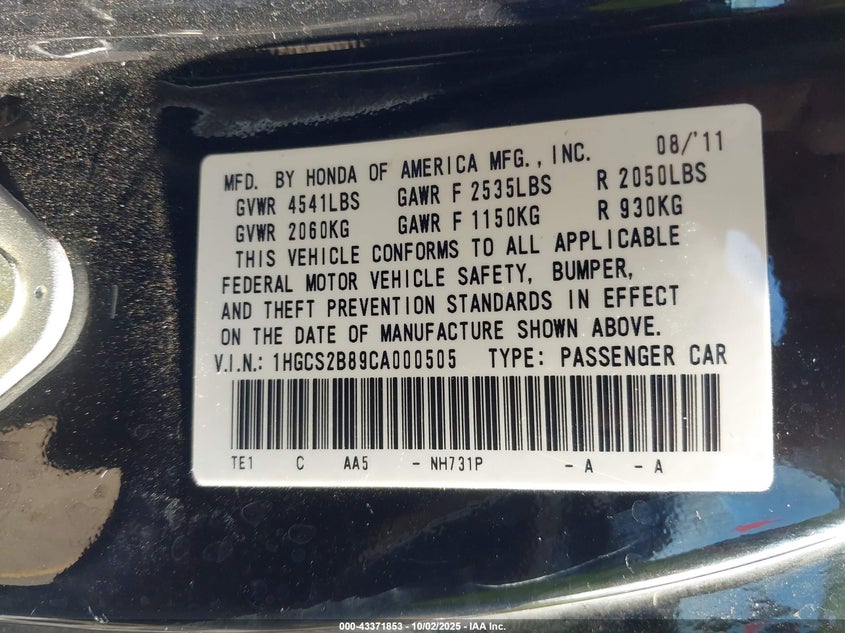 MFD. BY HONDA OF AMERICA MFG., INC. 08/'11
GVWR 4541LBS GAWR F 2535LBS R 2050LBS
GVWR 2060KG GAWR F 1150KG R 930KG
THIS VEHICLE CONFORMS TO ALL APPLICABLE
FEDERAL MOTOR VEHICLE SAFETY, BUMPER,
AND THEFT PREVENTION STANDARDS IN EFFECT
ON THE DATE OF MANUFACTURE SHOWN ABOVE.
V.I.N.: 1HGCS2B89CA000505 TYPE: PASSENGER CAR
TE1 C AA5 - NH731P - A - A
000-43371853 - 10/02/2025 - IAA Inc.